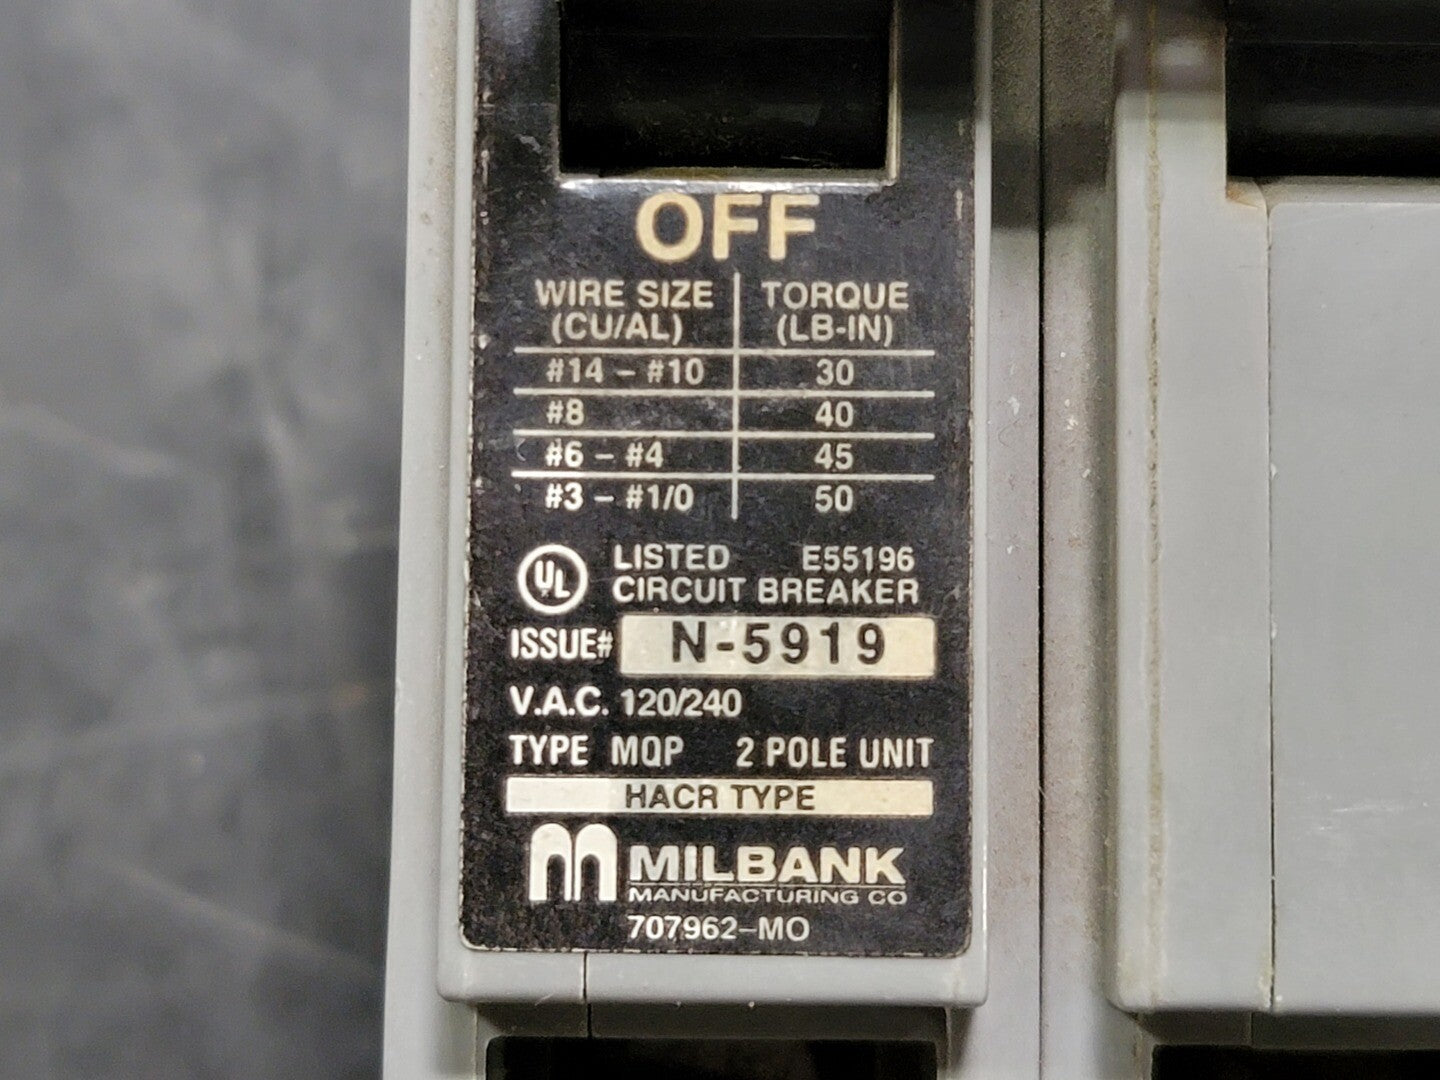 OFF
WIRE SIZE TORQUE
(CU/AL) (LB-IN)
#14 - #10 30
#8 40
#6 - #4 45
#3 - #1/0 50
UL LISTED E55196
CIRCUIT BREAKER
ISSUE# N-5919
V.A.C. 120/240
TYPE MQP 2 POLE UNIT
HACR TYPE
m MILBANK
MANUFACTURING CO
707962-MO